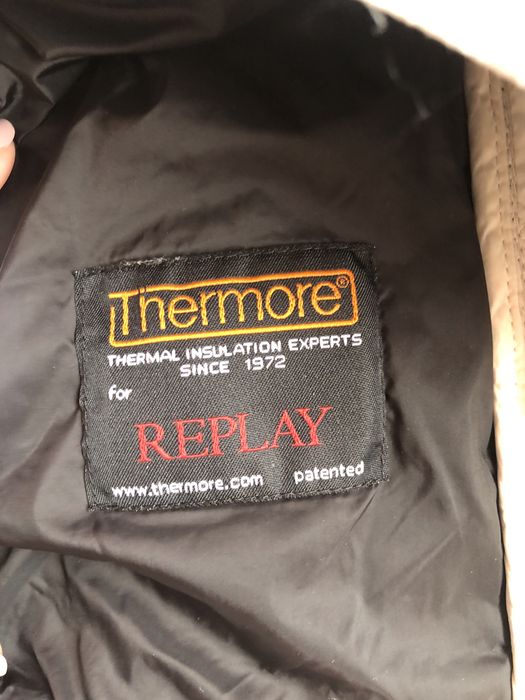 Thermore®
THERMAL INSULATION EXPERTS
SINCE 1972
for
REPLAY
www.thermore.com patented